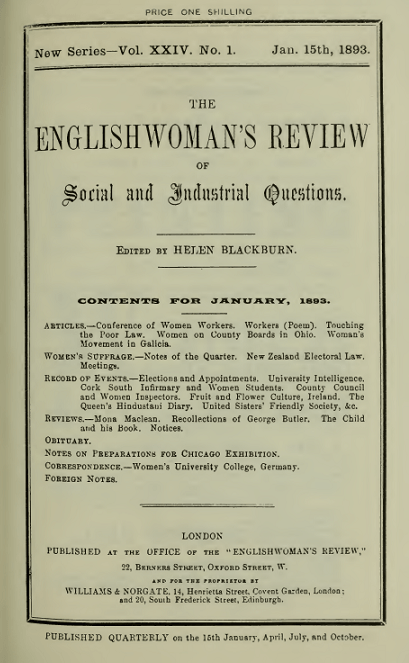 PRICE ONE SHILLING
New Series—Vol. XXIV. No. 1. Jan. 15th, 1893.
THE
ENGLISHWOMAN'S REVIEW
OF
Social and Industrial Questions.
EDITED BY HELEN BLACKBURN.
CONTENTS FOR JANUARY, 1893.
ARTICLES.—Conference of Women Workers. Workers (Poem). Touching
the Poor Law. Women on County Boards in Ohio. Woman's
Movement in Galicia.
WOMEN'S SUFFRAGE.—Notes of the Quarter. New Zealand Electoral Law.
Meetings.
RECORD OF EVENTS.—Elections and Appointments. University Intelligence.
Cork South Infirmary and Women Students. County Council
and Women Inspectors. Fruit and Flower Culture, Ireland. The
Queen's Hindustani Diary. United Sisters' Friendly Society, &c.
REVIEWS.—Mona Maclean. Recollections of George Butler. The Child
and his Book. Notices.
OBITUARY.
NOTES ON PREPARATIONS FOR CHICAGO EXHIBITION.
CORRESPONDENCE.—Women's University College, Germany.
FOREIGN NOTES.
LONDON
PUBLISHED AT THE OFFICE OF THE "ENGLISHWOMAN'S REVIEW,"
22, BERNERS STREET, OXFORD STREET, W.
AND FOR THE PROPRIETOR BY
WILLIAMS & NORGATE, 14, Henrietta Street, Covent Garden, London;
and 20, South Frederick Street, Edinburgh.
PUBLISHED QUARTERLY on the 15th January, April, July, and October.